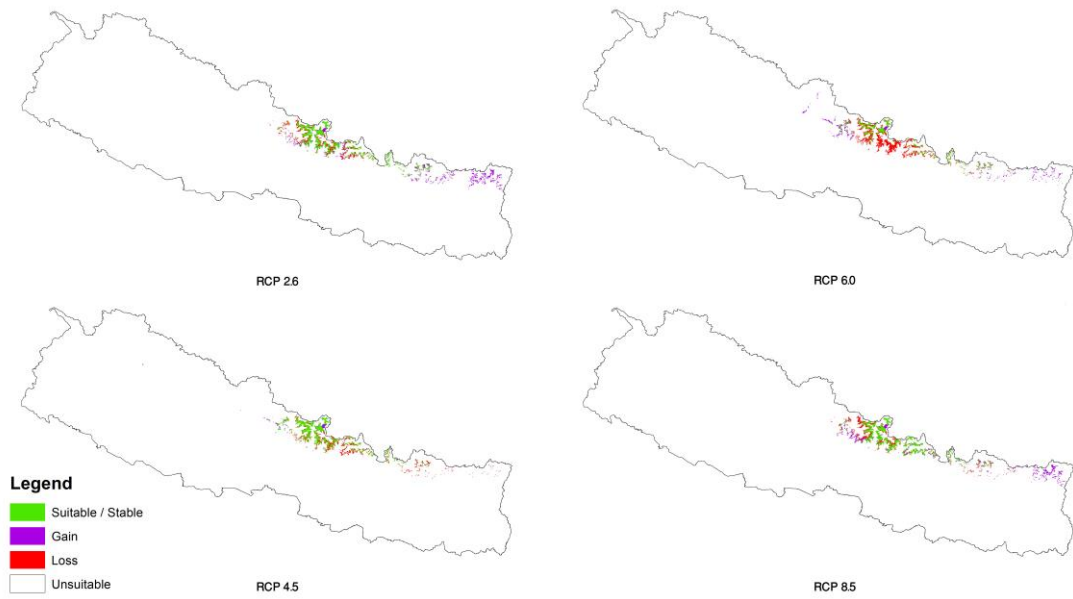 RCP 2.6
RCP 6.0
Legend
Suitable / Stable
Gain
Loss
Unsuitable
RCP 4.5
RCP 8.5